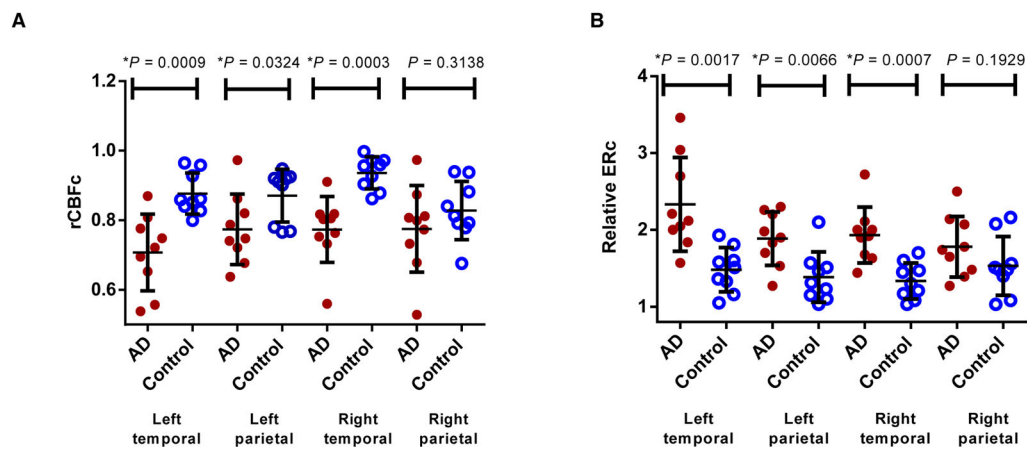 A
*P = 0.0009 *P = 0.0324 *P = 0.0003 P = 0.3138
1.2
1.0
0.8
0.6
rCBFc
AD Control AD Control AD Control AD Control
Left temporal
Left parietal
Right temporal
Right parietal
B
*P = 0.0017 *P = 0.0066 *P = 0.0007 P = 0.1929
4
3
2
1
Relative ERc
AD Control AD Control AD Control AD Control
Left temporal
Left parietal
Right temporal
Right parietal